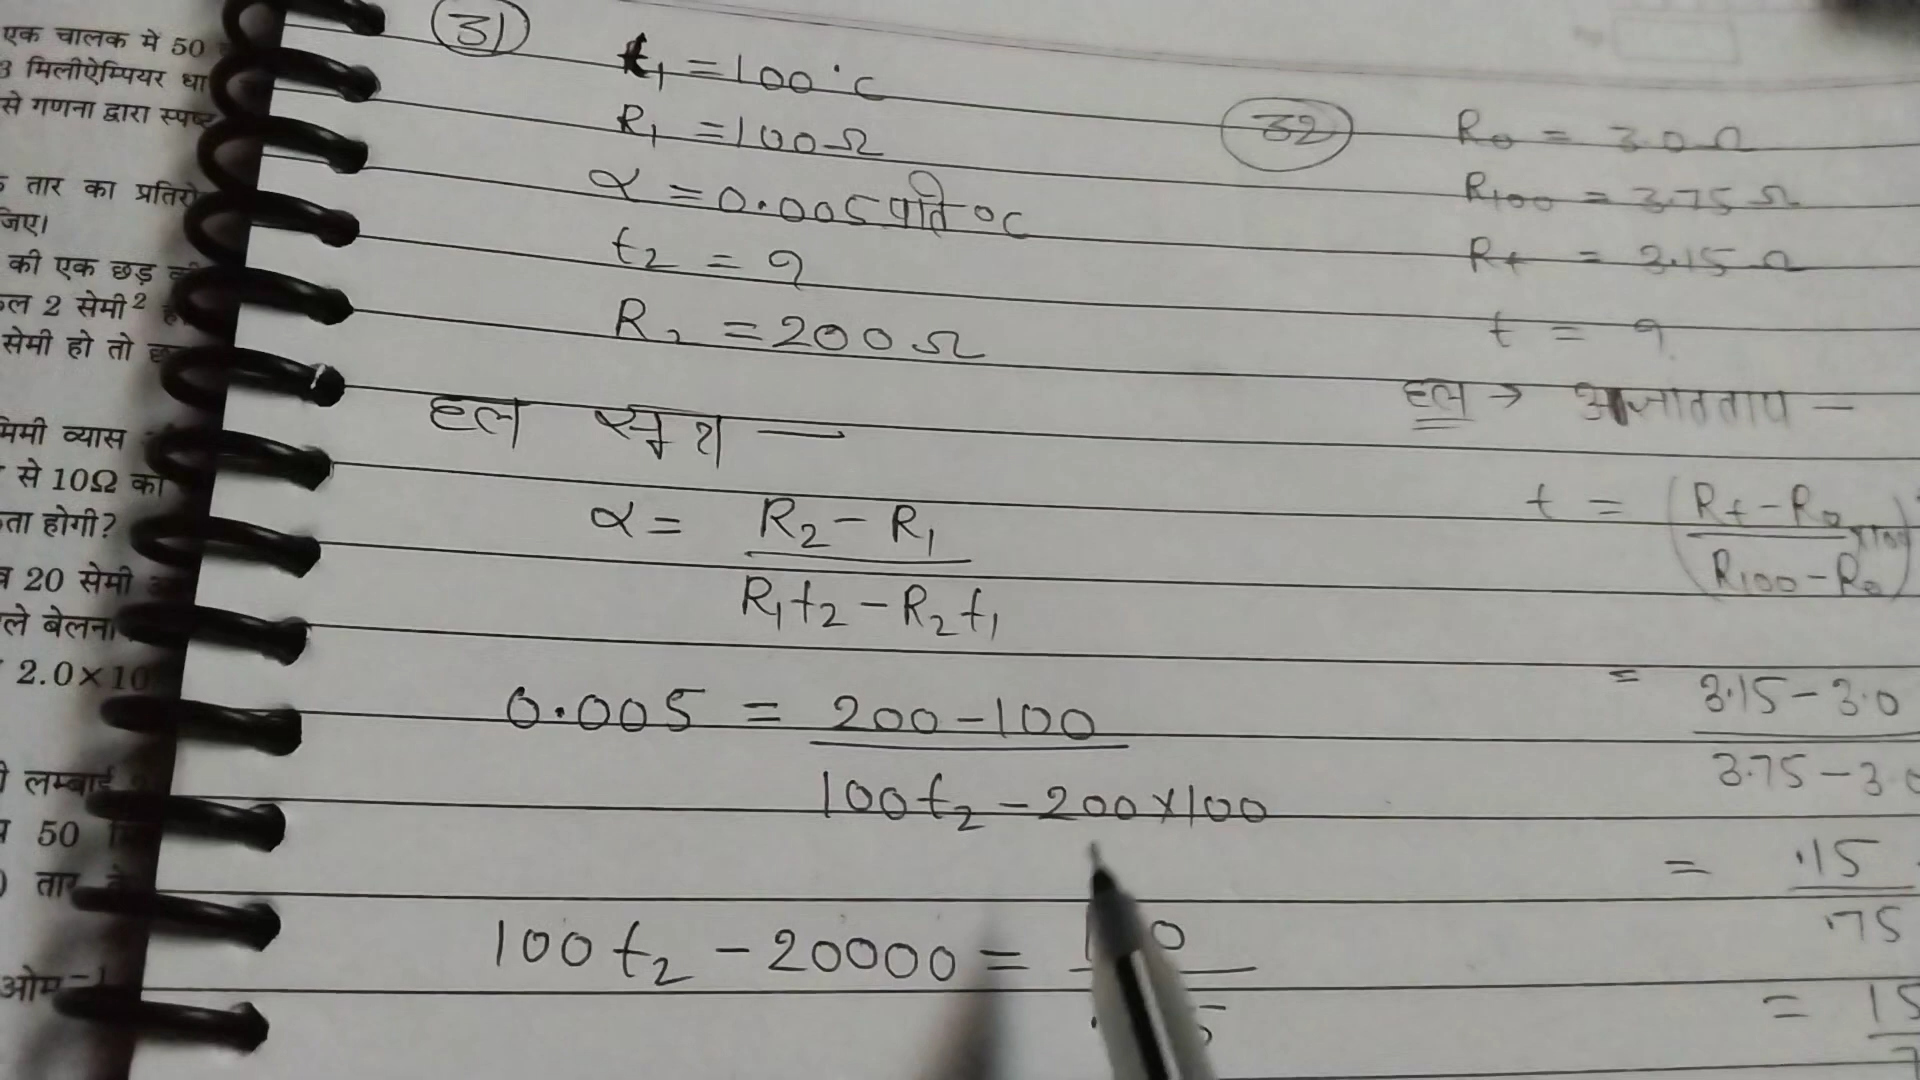 एक चालक में 50
3 मिलीऐम्पियर धा
से गणना द्वारा स्पष्ट
तार का प्रतिरो
जिए।
की एक छड़ की
ल 2 सेमी² ह
सेमी हो तो छ
मिमी व्यास
से 10Ω का
ता होगी?
20 सेमी
ले बेलना
2.0×10
लम्बाई
50
तार
ओम⁻¹
31
t₁ = 100°C
R₁ = 100Ω
α = 0.005 प्रति °C
t₂ = ?
R₂ = 200Ω
हल सूत्र —
α = R₂ – R₁
R₁t₂ – R₂t₁
0.005 = 200 – 100
100t₂ – 200×100
100t₂ – 20000 =
32
R₀ = 3.0Ω
R₁₀₀ = 3.75Ω
Rt = 3.15Ω
t = ?
हल → अज्ञात ताप —
t = (Rt – R₀ ×100
R₁₀₀ – R₀)
= 3.15 – 3.0
3.75 – 3.0
= .15
.75
= 15